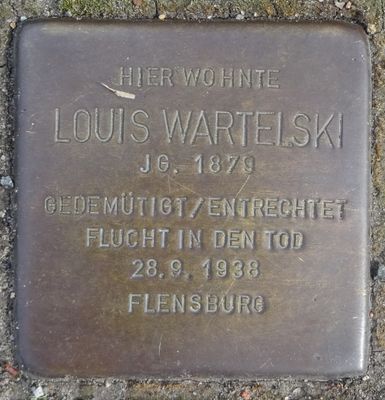 HIER WOHNTE
LOUIS WARTELSKI
JG. 1879
GEDEMÜTIGT/ENTRECHTET
FLUCHT IN DEN TOD
28.9.1938
FLENSBURG